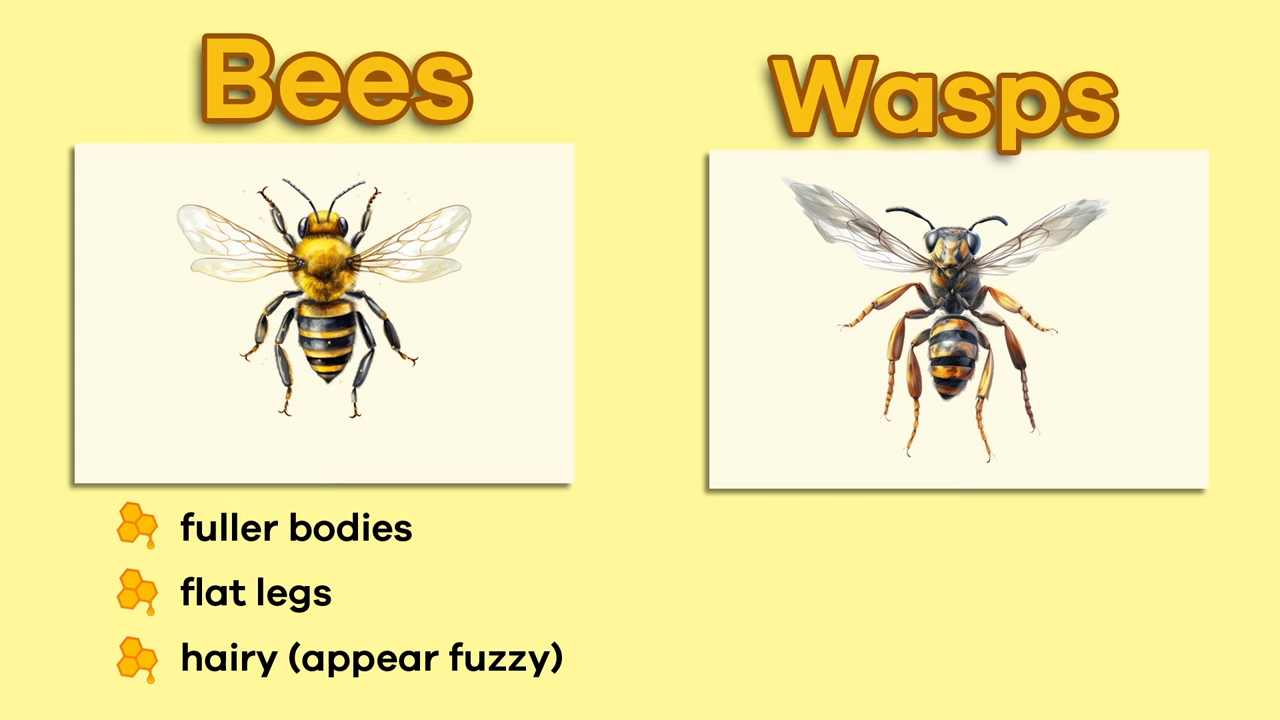 Bees
Wasps
fuller bodies
flat legs
hairy (appear fuzzy)